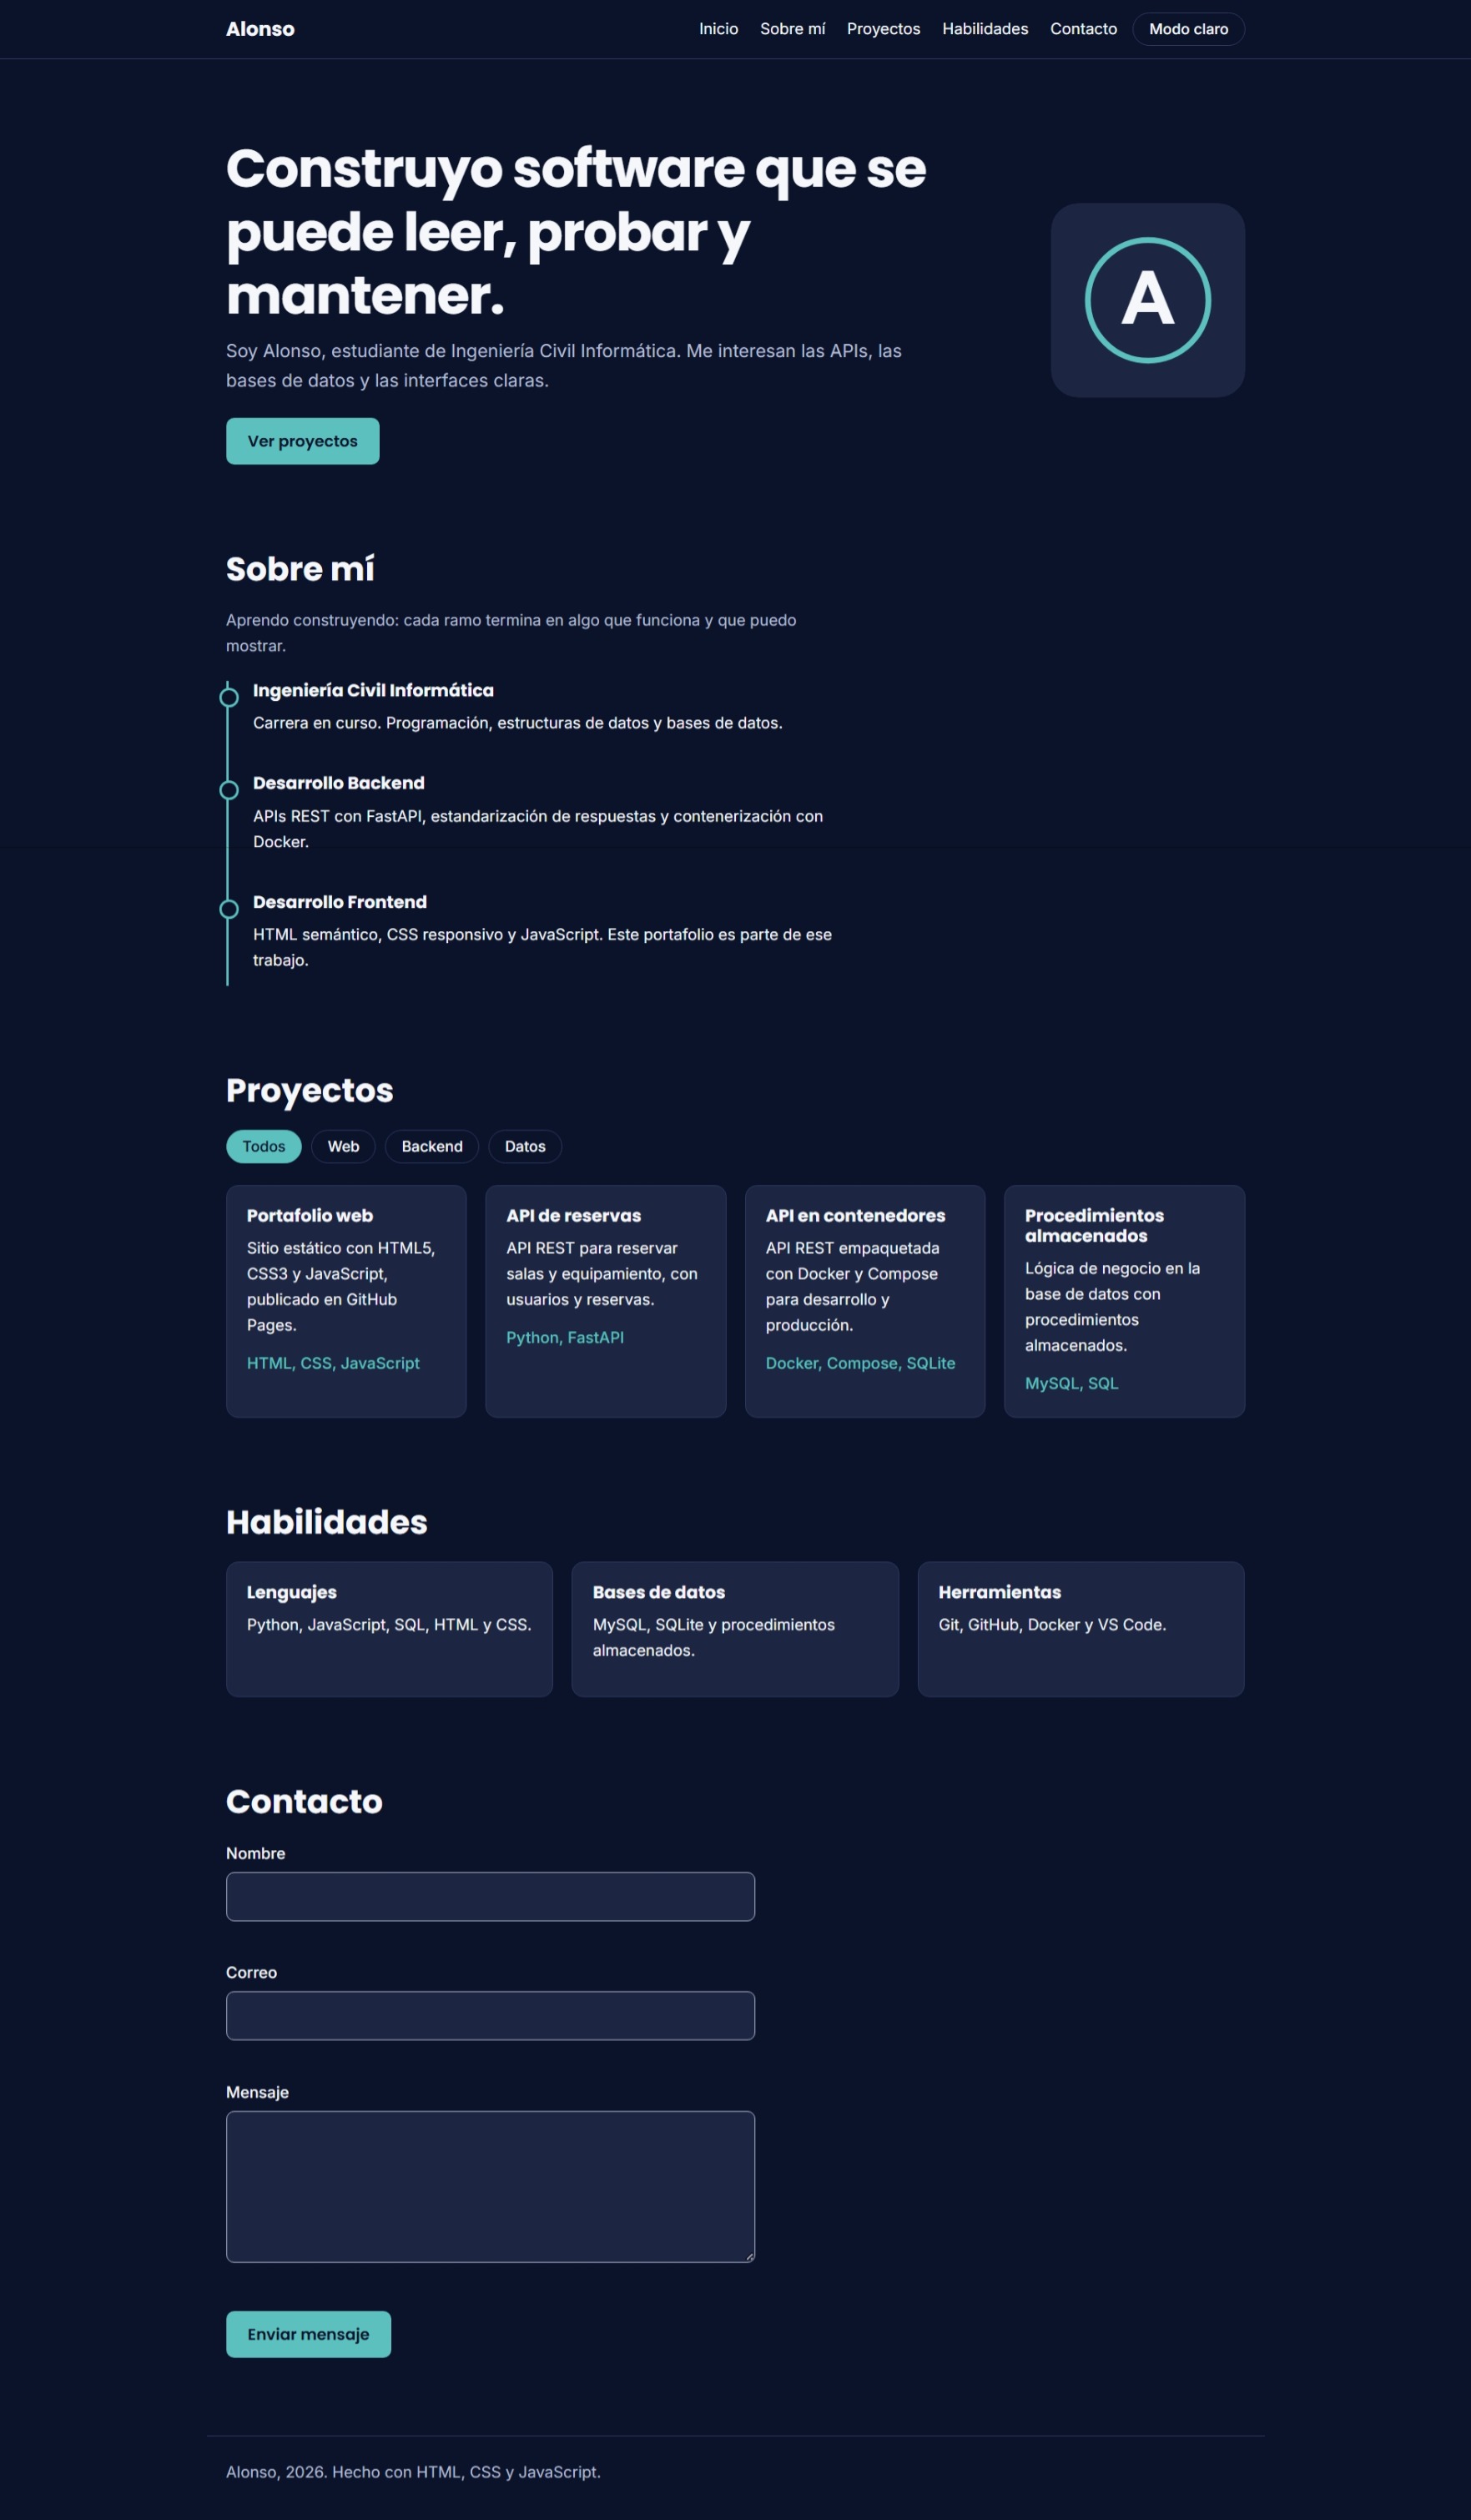 Alonso
Inicio Sobre mí Proyectos Habilidades Contacto Modo claro
Construyo software que se
puede leer, probar y
mantener.
Soy Alonso, estudiante de Ingeniería Civil Informática. Me interesan las APIs, las
bases de datos y las interfaces claras.
Ver proyectos
A
Sobre mí
Aprendo construyendo: cada ramo termina en algo que funciona y que puedo
mostrar.
Ingeniería Civil Informática
Carrera en curso. Programación, estructuras de datos y bases de datos.
Desarrollo Backend
APIs REST con FastAPI, estandarización de respuestas y contenerización con
Docker.
Desarrollo Frontend
HTML semántico, CSS responsivo y JavaScript. Este portafolio es parte de ese
trabajo.
Proyectos
Todos Web Backend Datos
Portafolio web
Sitio estático con HTML5,
CSS3 y JavaScript,
publicado en GitHub
Pages.
HTML, CSS, JavaScript
API de reservas
API REST para reservar
salas y equipamiento, con
usuarios y reservas.
Python, FastAPI
API en contenedores
API REST empaquetada
con Docker y Compose
para desarrollo y
producción.
Docker, Compose, SQLite
Procedimientos
almacenados
Lógica de negocio en la
base de datos con
procedimientos
almacenados.
MySQL, SQL
Habilidades
Lenguajes
Python, JavaScript, SQL, HTML y CSS.
Bases de datos
MySQL, SQLite y procedimientos
almacenados.
Herramientas
Git, GitHub, Docker y VS Code.
Contacto
Nombre
Correo
Mensaje
Enviar mensaje
Alonso, 2026. Hecho con HTML, CSS y JavaScript.